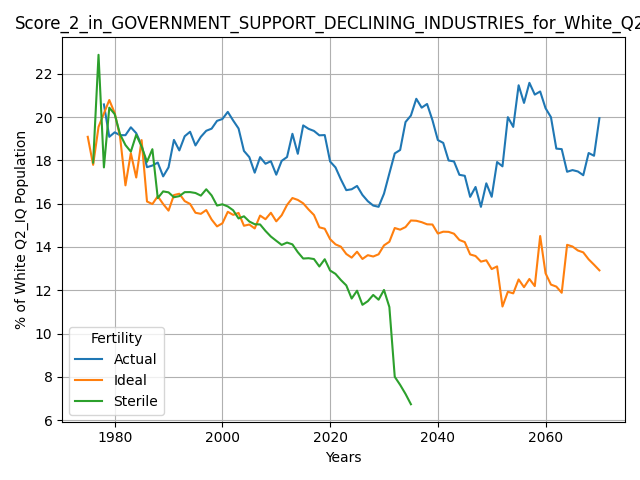 Score_2_in_GOVERNMENT_SUPPORT_DECLINING_INDUSTRIES_for_White_Q2
% of White Q2_IQ Population
22
20
18
16
14
12
10
8
6
Fertility
Actual
Ideal
Sterile
1980 2000 2020 2040 2060
Years